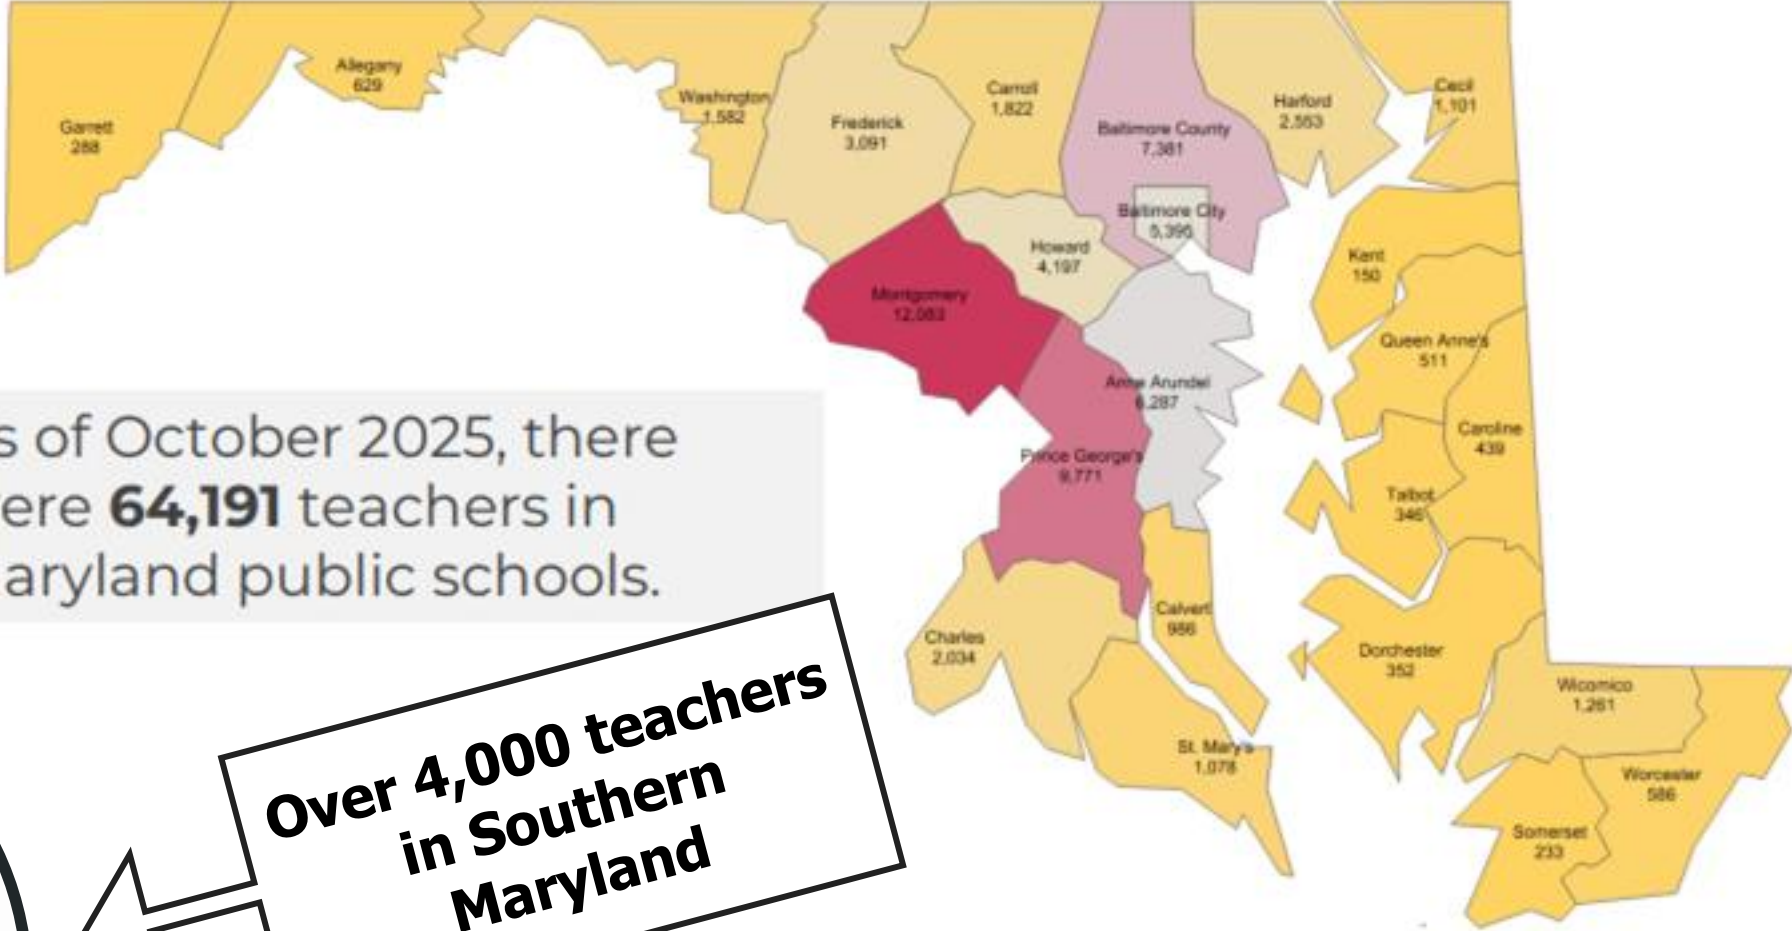 Garrett
288
Allegany
629
Washington
1,582
Frederick
3,091
Carroll
1,822
Baltimore County
7,381
Baltimore City
5,395
Harford
2,553
Cecil
1,101
Howard
4,197
Montgomery
12,083
Kent
150
Queen Anne's
511
Anne Arundel
6,287
Caroline
439
Prince George's
9,771
Talbot
346
Calvert
986
Charles
2,034
Dorchester
352
Wicomico
1,261
St. Mary's
1,078
Worcester
586
Somerset
233
s of October 2025, there
ere 64,191 teachers in
aryland public schools.
Over 4,000 teachers
in Southern
Maryland